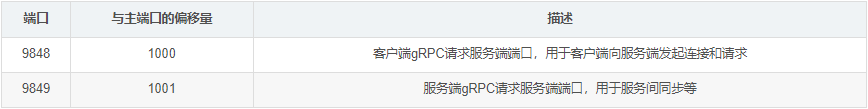 端口 与主端口的偏移量 描述
9848 1000 客户端gRPC请求服务端端口，用于客户端向服务端发起连接和请求
9849 1001 服务端gRPC请求服务端端口，用于服务间同步等